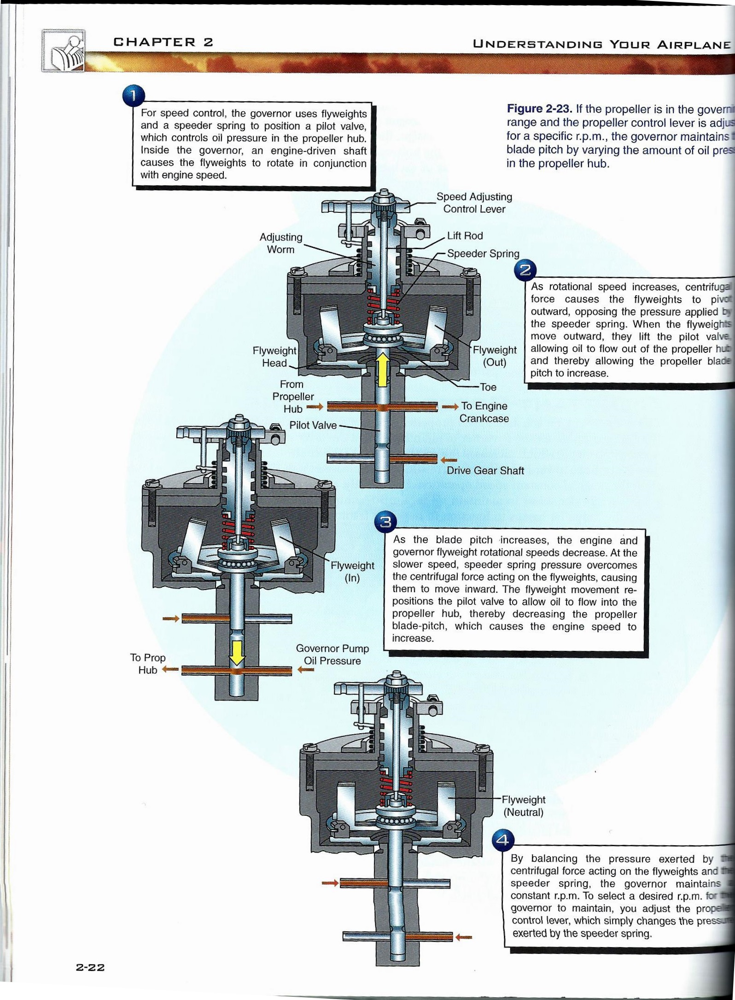 CHAPTER 2
UNDERSTANDING YOUR AIRPLANE
1
For speed control, the governor uses flyweights
and a speeder spring to position a pilot valve,
which controls oil pressure in the propeller hub.
Inside the governor, an engine-driven shaft
causes the flyweights to rotate in conjunction
with engine speed.
Figure 2-23. If the propeller is in the
range and the propeller control lever is
for a specific r.p.m., the governor maintains
blade pitch by varying the amount of oil
in the propeller hub.
Speed Adjusting
Control Lever
Adjusting
Worm
Lift Rod
Speeder Spring
2
As rotational speed increases, centrifugal
force causes the flyweights to pivot
outward, opposing the pressure applied by
the speeder spring. When the flyweights
move outward, they lift the pilot valve,
allowing oil to flow out of the propeller hub
and thereby allowing the propeller blade
pitch to increase.
Flyweight
Head
Flyweight
(Out)
Toe
From
Propeller
Hub
To Engine
Crankcase
Pilot Valve
Drive Gear Shaft
3
As the blade pitch increases, the engine and
governor flyweight rotational speeds decrease. At the
slower speed, speeder spring pressure overcomes
the centrifugal force acting on the flyweights, causing
them to move inward. The flyweight movement re-
positions the pilot valve to allow oil to flow into the
propeller hub, thereby decreasing the propeller
blade-pitch, which causes the engine speed to
increase.
Flyweight
(In)
To Prop
Hub
Governor Pump
Oil Pressure
Flyweight
(Neutral)
4
By balancing the pressure exerted by the
centrifugal force acting on the flyweights and the
speeder spring, the governor maintains a
constant r.p.m. To select a desired r.p.m. for the
governor to maintain, you adjust the propeller
control lever, which simply changes the pressure
exerted by the speeder spring.
2-22